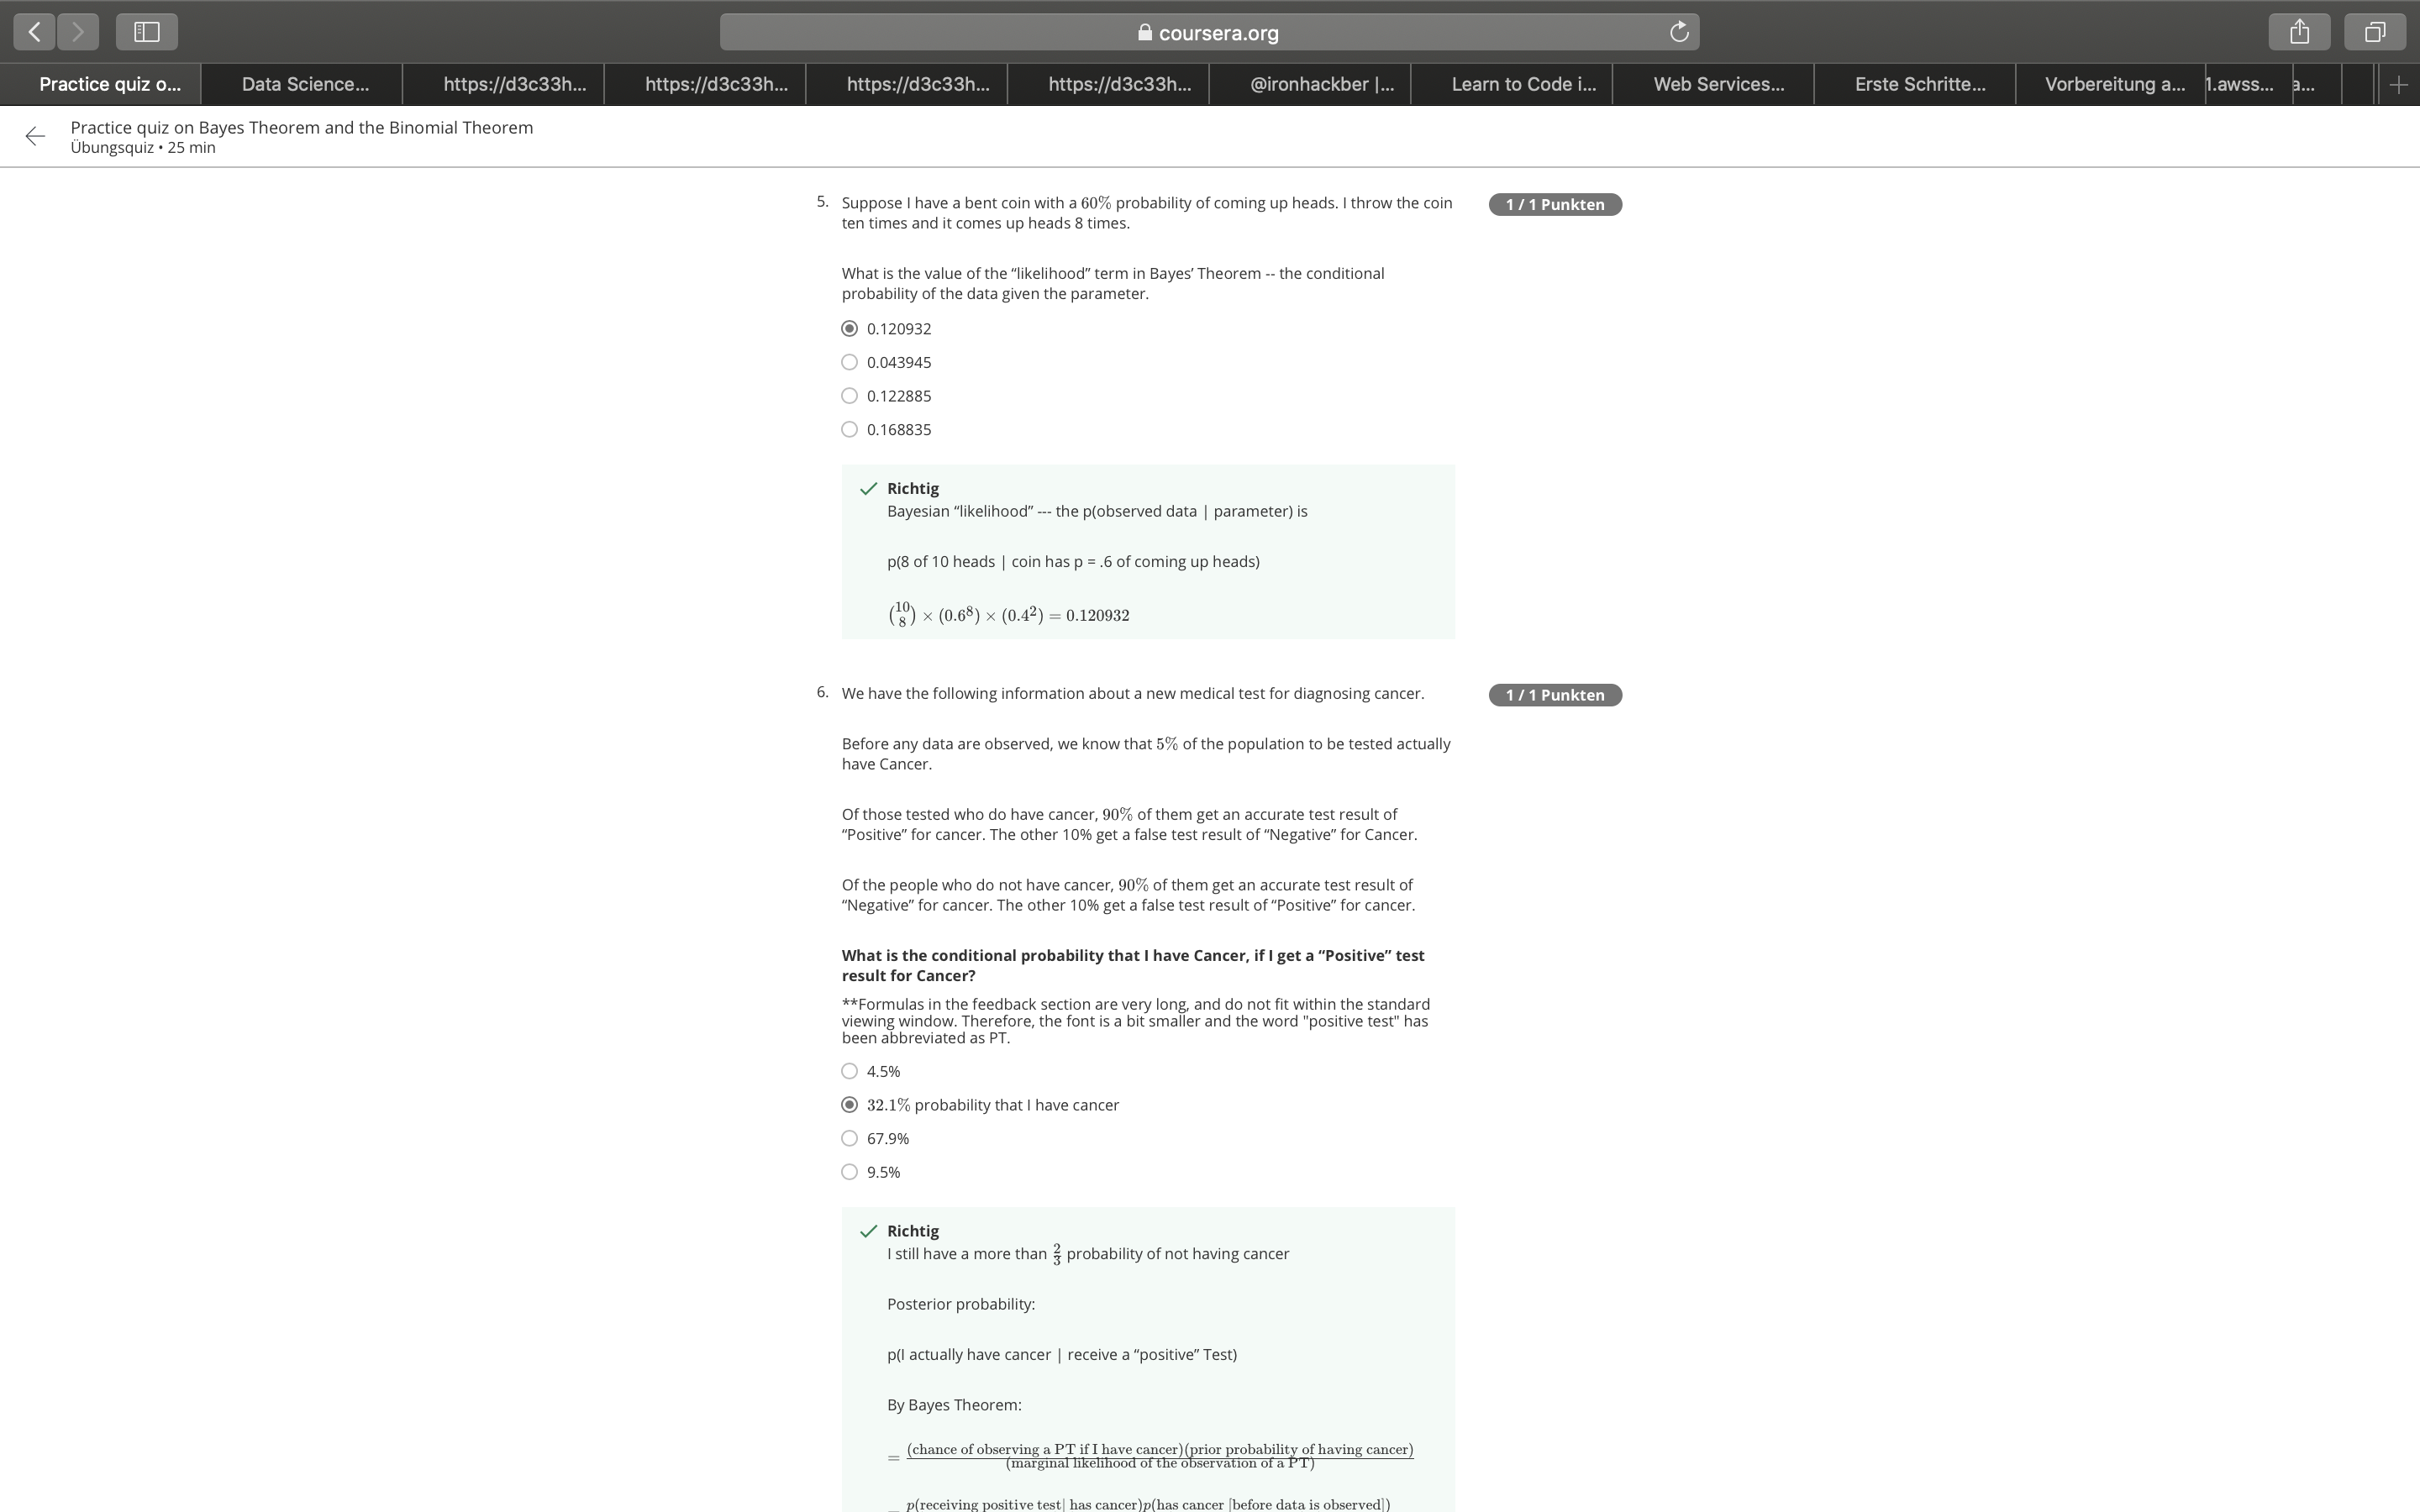 coursera.org
Practice quiz o...
Data Science...
https://d3c33h...
https://d3c33h...
https://d3c33h...
https://d3c33h...
@ironhackber |...
Learn to Code i...
Web Services...
Erste Schritte...
Vorbereitung a...
1.awss...
a...
Practice quiz on Bayes Theorem and the Binomial Theorem
Übungsquiz • 25 min
5. Suppose I have a bent coin with a 60% probability of coming up heads. I throw the coin
ten times and it comes up heads 8 times.
1 / 1 Punkten
What is the value of the “likelihood” term in Bayes’ Theorem -- the conditional
probability of the data given the parameter.
0.120932
0.043945
0.122885
0.168835
Richtig
Bayesian “likelihood” --- the p(observed data | parameter) is
p(8 of 10 heads | coin has p = .6 of coming up heads)
(10 8) × (0.6⁸) × (0.4²) = 0.120932
6. We have the following information about a new medical test for diagnosing cancer.
1 / 1 Punkten
Before any data are observed, we know that 5% of the population to be tested actually
have Cancer.
Of those tested who do have cancer, 90% of them get an accurate test result of
“Positive” for cancer. The other 10% get a false test result of “Negative” for Cancer.
Of the people who do not have cancer, 90% of them get an accurate test result of
“Negative” for cancer. The other 10% get a false test result of “Positive” for cancer.
What is the conditional probability that I have Cancer, if I get a “Positive” test
result for Cancer?
**Formulas in the feedback section are very long, and do not fit within the standard
viewing window. Therefore, the font is a bit smaller and the word "positive test" has
been abbreviated as PT.
4.5%
32.1% probability that I have cancer
67.9%
9.5%
Richtig
I still have a more than 2/3 probability of not having cancer
Posterior probability:
p(I actually have cancer | receive a “positive” Test)
By Bayes Theorem:
= (chance of observing a PT if I have cancer)(prior probability of having cancer)
(marginal likelihood of the observation of a PT)
= p(receiving positive test| has cancer)p(has cancer [before data is observed])